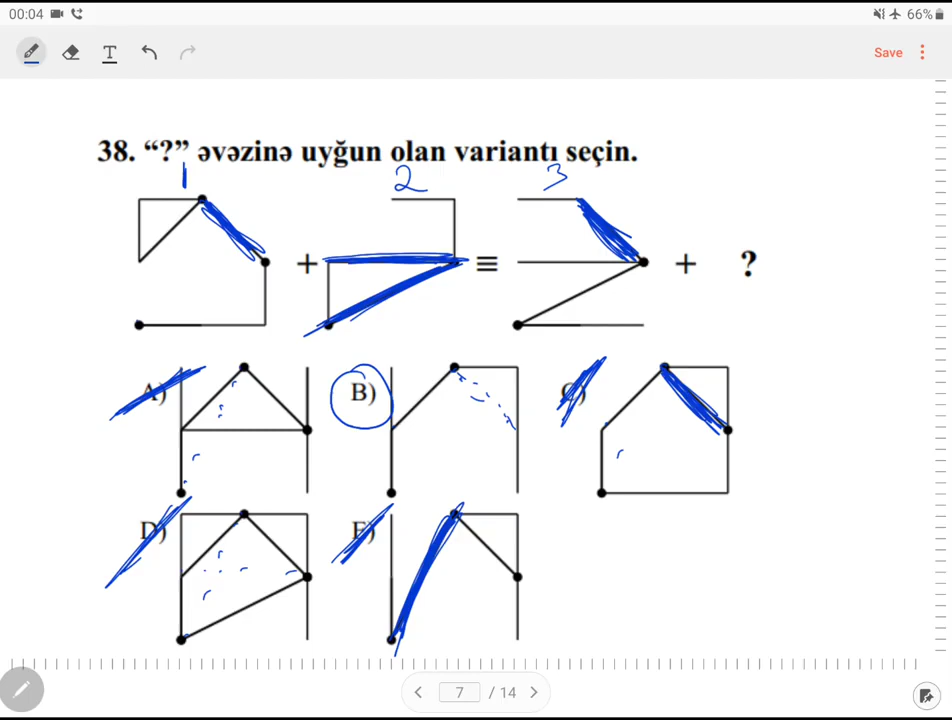 00:04
66%
T
Save
38. “?” əvəzinə uyğun olan variantı seçin.
1 2 3
+ ≡ + ?
A) B) C)
D) E)
7 / 14